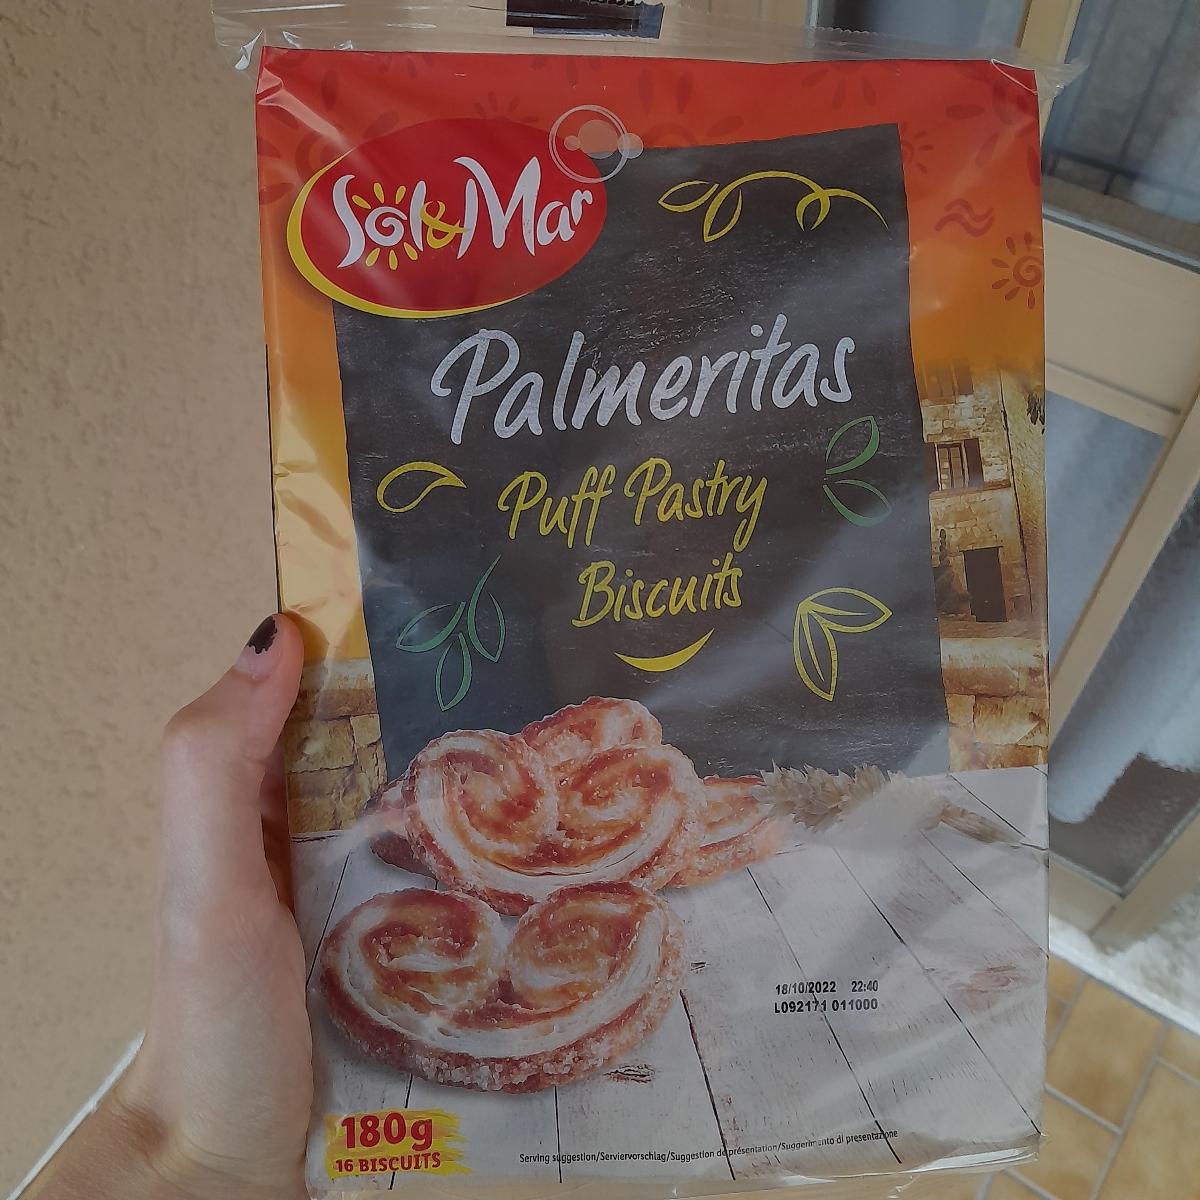 Sol&Mar
Palmeritas
Puff Pastry
Biscuits
18/10/2022 22:40
L092171 011000
180g
16 BISCUITS
Serving suggestion/Serviervorschlag/Suggestion de présentation/Suggerimento di presentazione